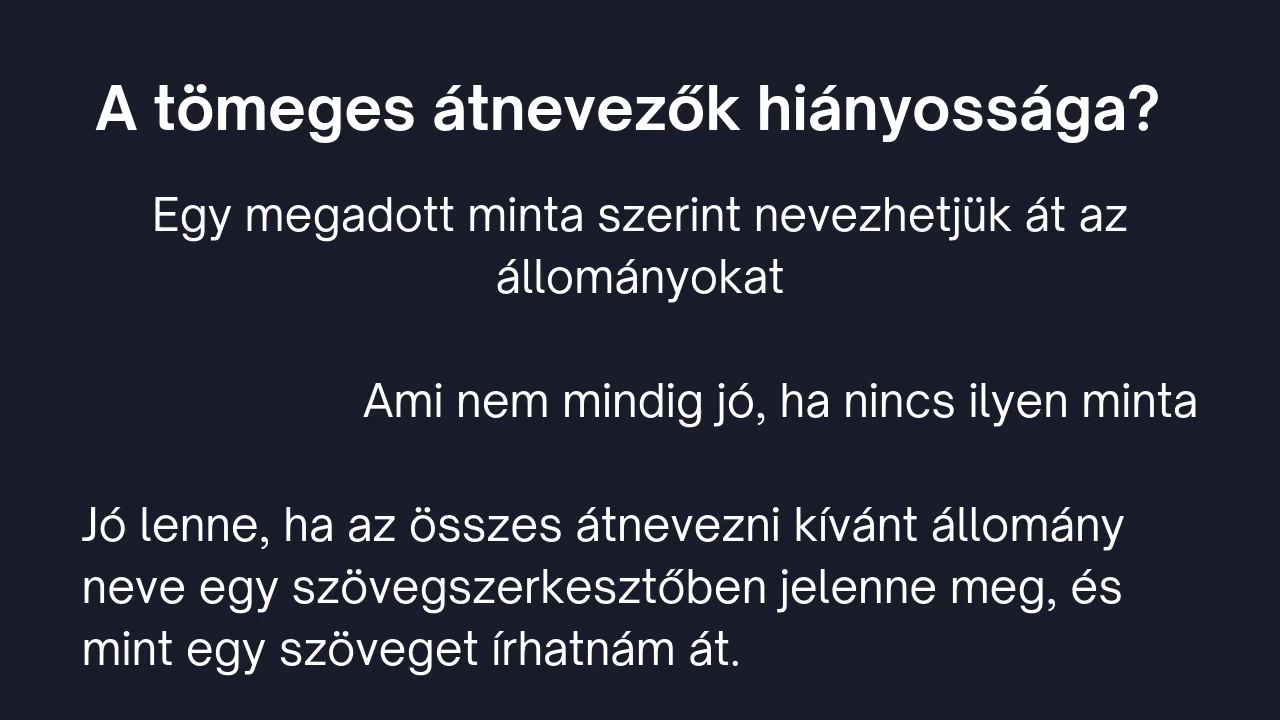 A tömeges átnevezők hiányossága?
Egy megadott minta szerint nevezhetjük át az
állományokat
Ami nem mindig jó, ha nincs ilyen minta
Jó lenne, ha az összes átnevezni kívánt állomány
neve egy szövegszerkesztőben jelenne meg, és
mint egy szöveget írhatnám át.